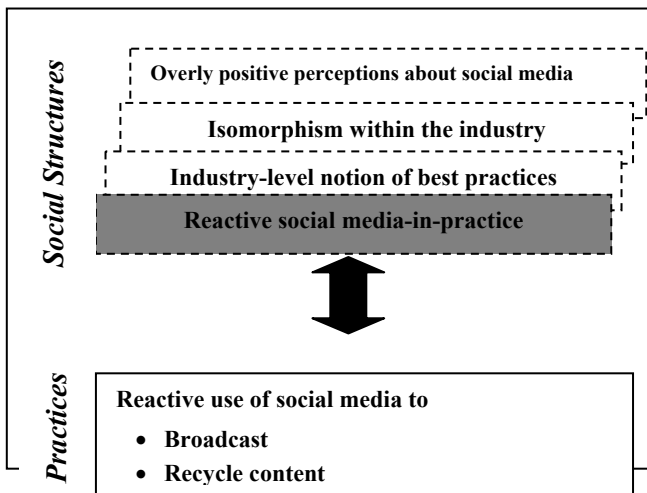 Social Structures
Overly positive perceptions about social media
Isomorphism within the industry
Industry-level notion of best practices
Reactive social media-in-practice
Practices
Reactive use of social media to
• Broadcast
• Recycle content